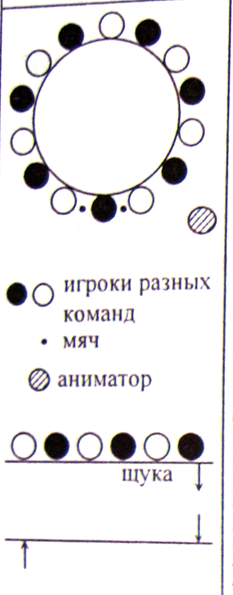 игроки разных
команд
мяч
аниматор
щука